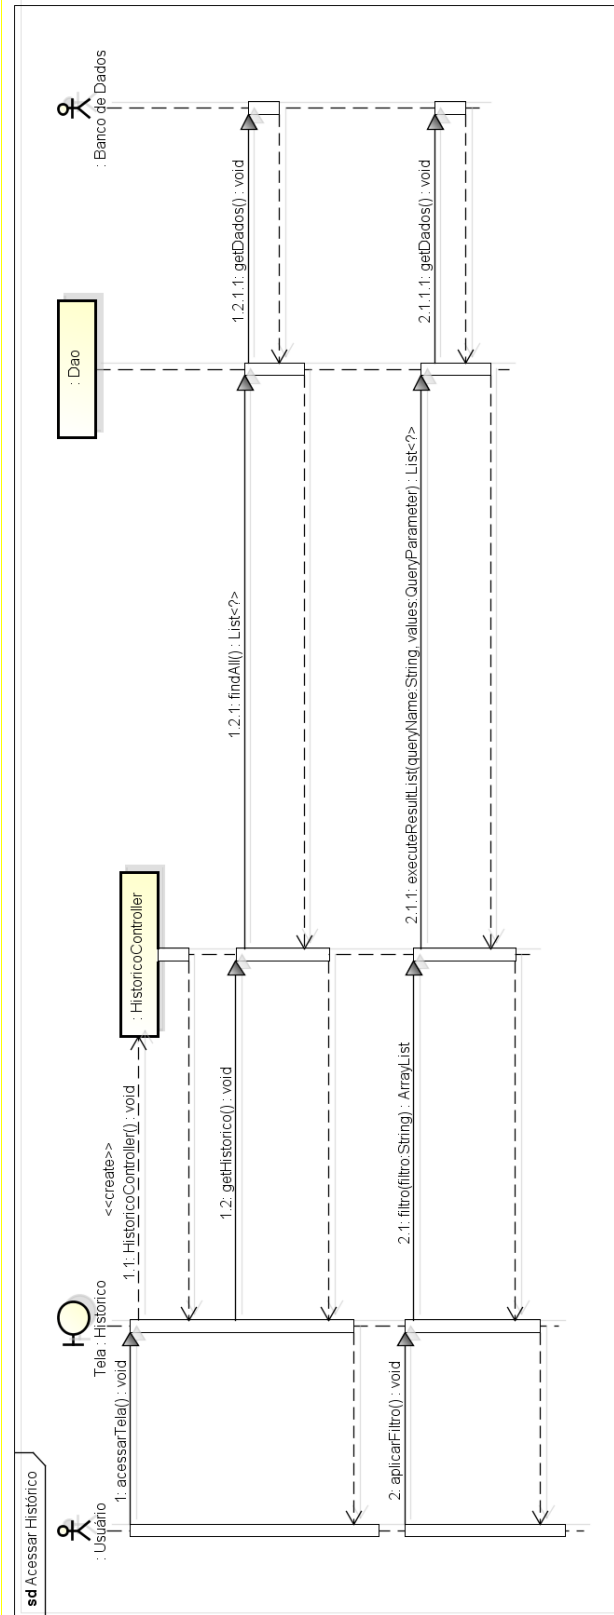 sd Acessar Histórico
: Usuário
Tela : Historico
: HistoricoController
: Dao
: Banco de Dados
1: acessarTela() : void
<<create>>
1.1: HistoricoController() : void
1.2: getHistorico() : void
1.2.1: findAll() : List<?>
1.2.1.1: getDados() : void
2: aplicarFiltro() : void
2.1: filtro(filtro:String) : ArrayList
2.1.1: executeResultList(queryName:String, values:QueryParameter) : List<?>
2.1.1.1: getDados() : void